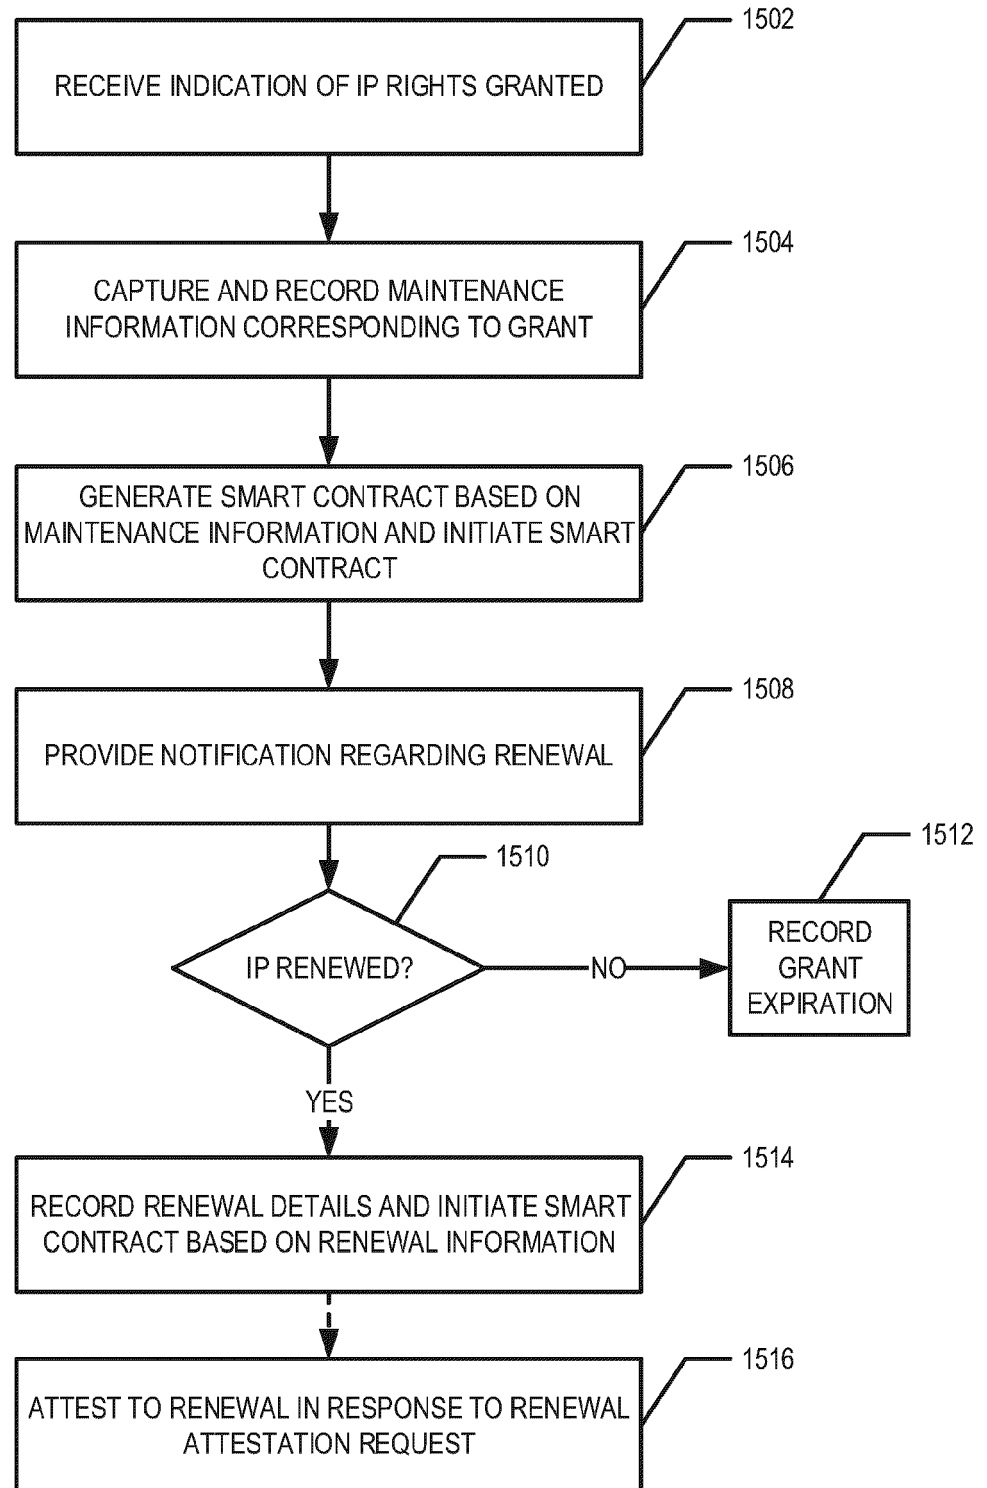 1502
RECEIVE INDICATION OF IP RIGHTS GRANTED
1504
CAPTURE AND RECORD MAINTENANCE
INFORMATION CORRESPONDING TO GRANT
1506
GENERATE SMART CONTRACT BASED ON
MAINTENANCE INFORMATION AND INITIATE SMART
CONTRACT
1508
PROVIDE NOTIFICATION REGARDING RENEWAL
1510
IP RENEWED?
NO
1512
RECORD
GRANT
EXPIRATION
YES
1514
RECORD RENEWAL DETAILS AND INITIATE SMART
CONTRACT BASED ON RENEWAL INFORMATION
1516
ATTEST TO RENEWAL IN RESPONSE TO RENEWAL
ATTESTATION REQUEST